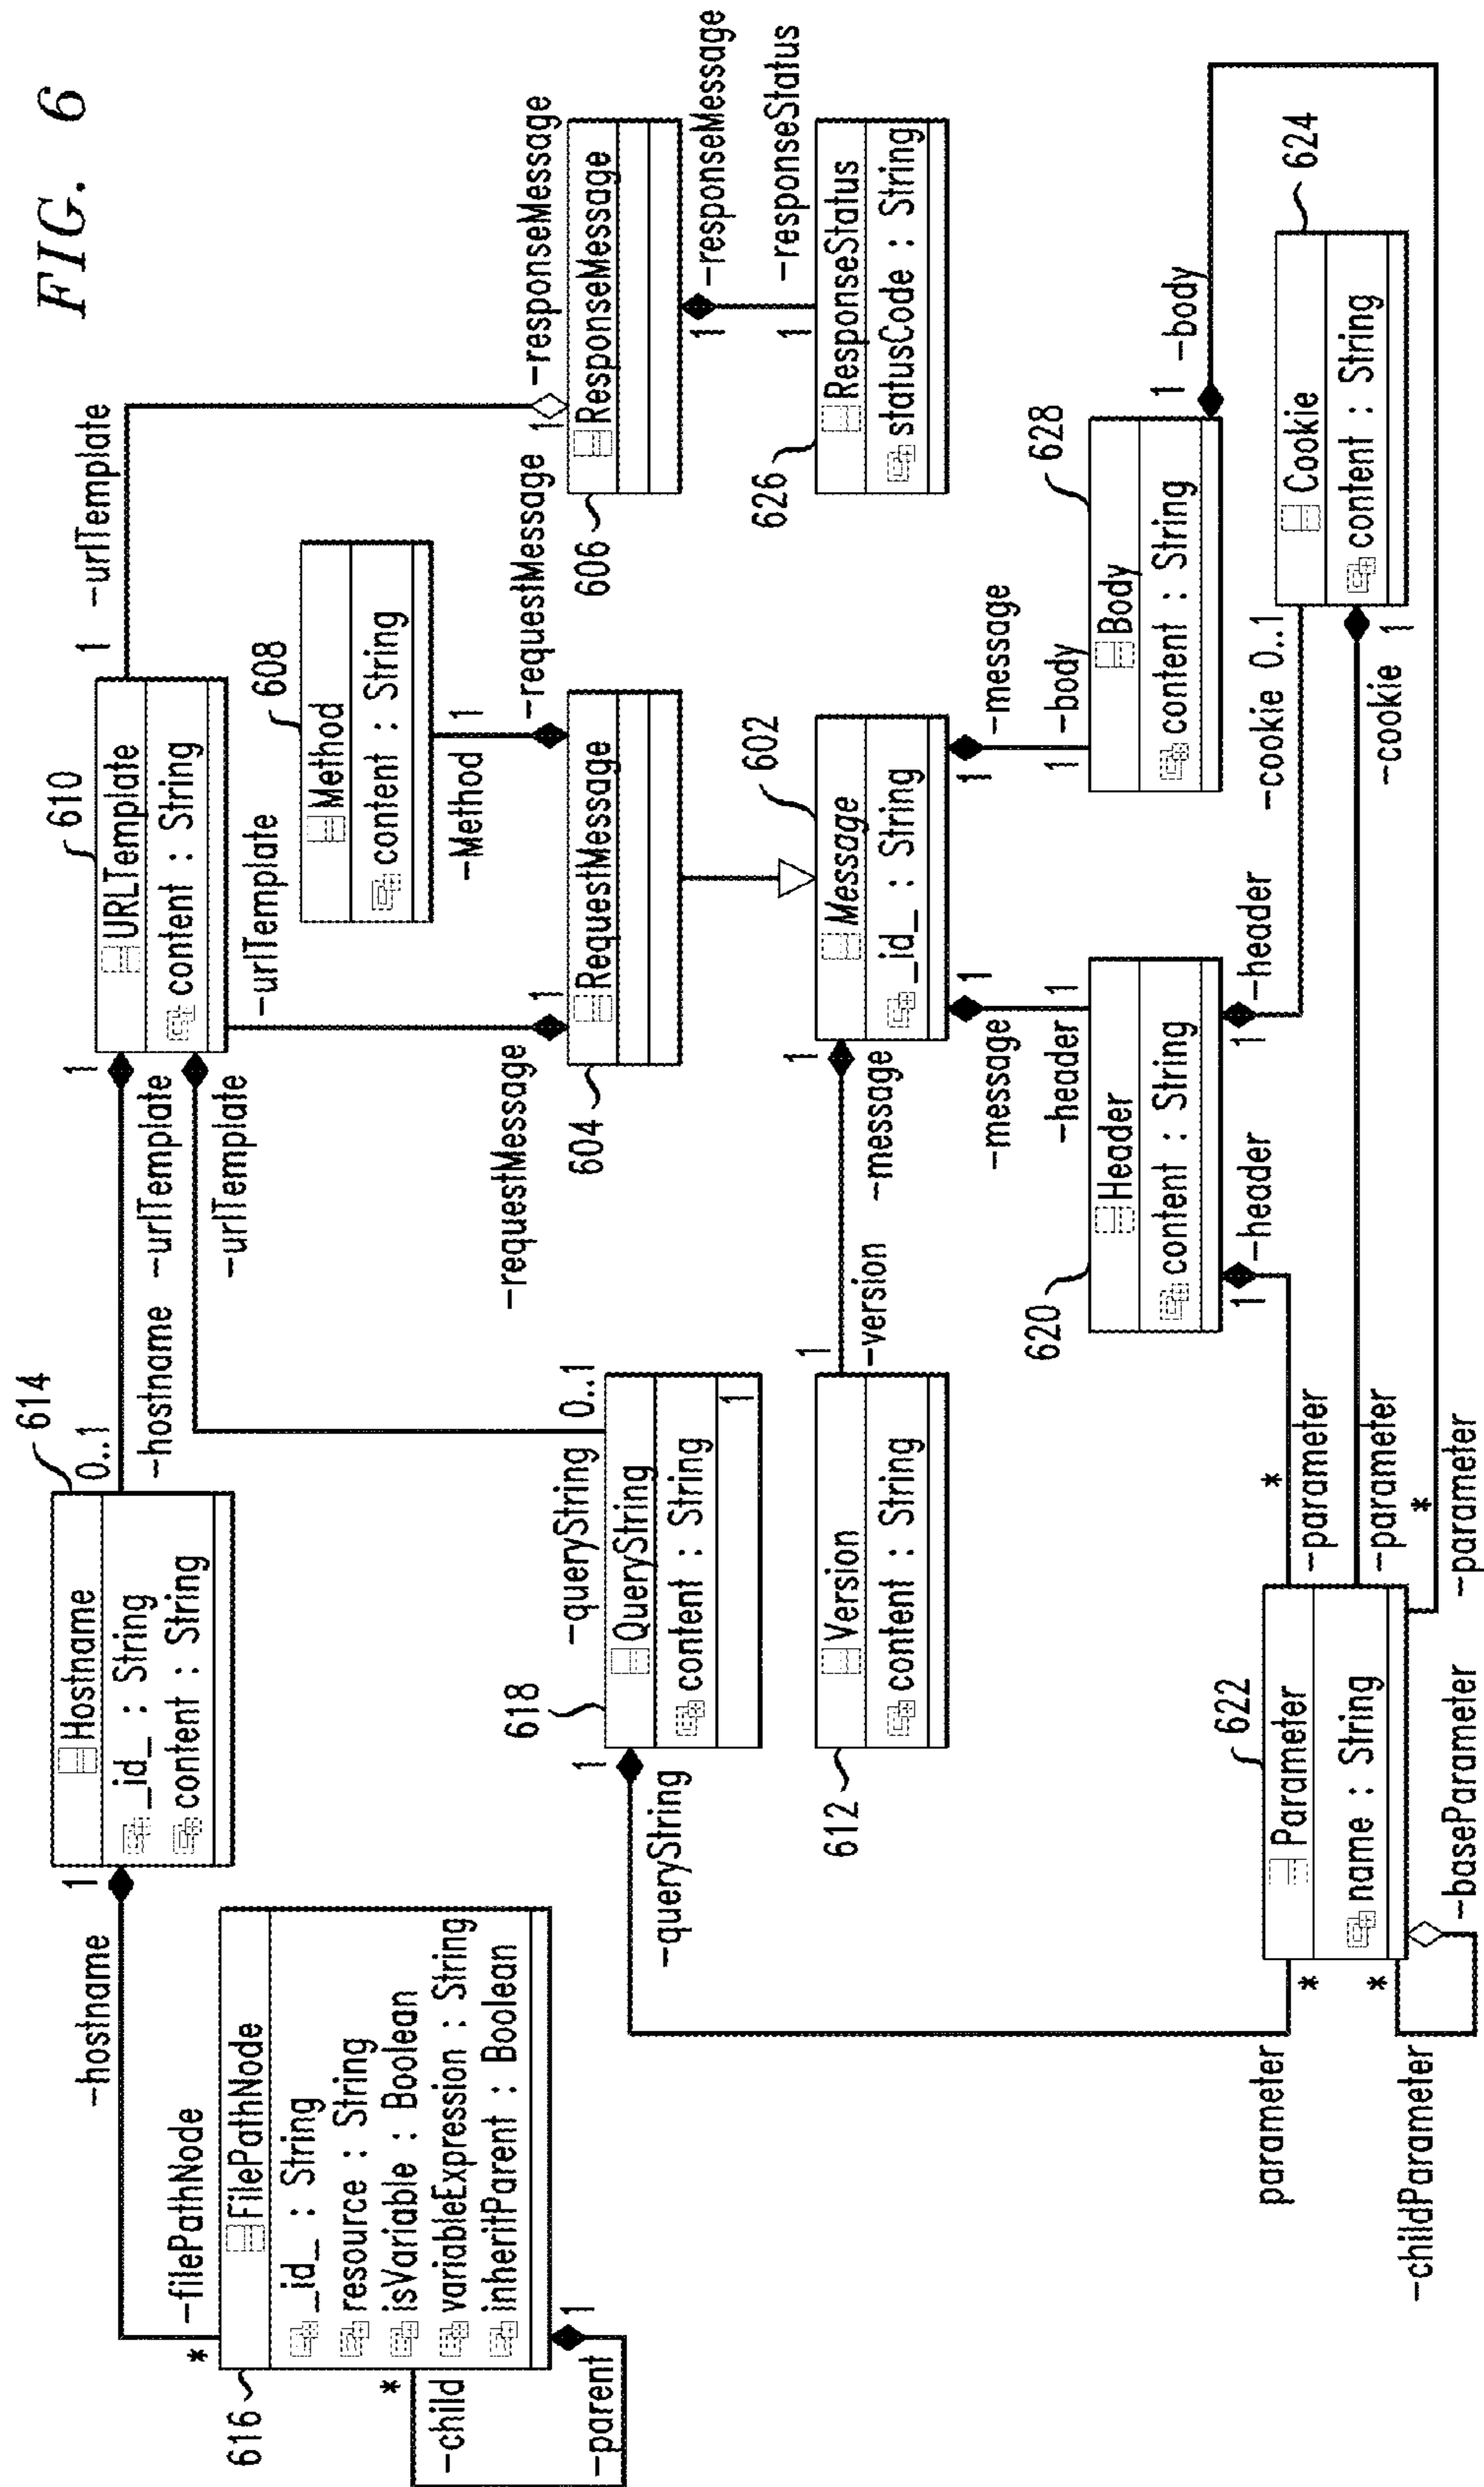 FIG. 6
616
FilePathNode
_id_ : String
resource : String
isVariable : Boolean
variableExpression : String
inheritParent : Boolean
*
-filePathNode
-hostname
1
*
-child
-parent
1
614
Hostname
_id_ : String
content : String
0..1
-hostname
-urlTemplate
1
-urlTemplate
610
URLTemplate
content : String
1
-urlTemplate
-urlTemplate
608
Method
content : String
-Method
1
-requestMessage
-requestMessage
1
604
RequestMessage
1
-responseMessage
606
ResponseMessage
1
-responseMessage
1
-responseStatus
626
ResponseStatus
statusCode : String
-queryString
0..1
618
QueryString
content : String
1
1
-queryString
612
Version
content : String
1
-version
1
-message
602
Message
_id_ : String
-message
-header
1
1
-message
1
-body
620
Header
content : String
1
-header
1
-header
628
Body
content : String
1
-body
-cookie
0..1
624
Cookie
content : String
-cookie
1
622
Parameter
name : String
parameter
*
*
-childParameter
-baseParameter
*
-parameter
-parameter
*
-parameter